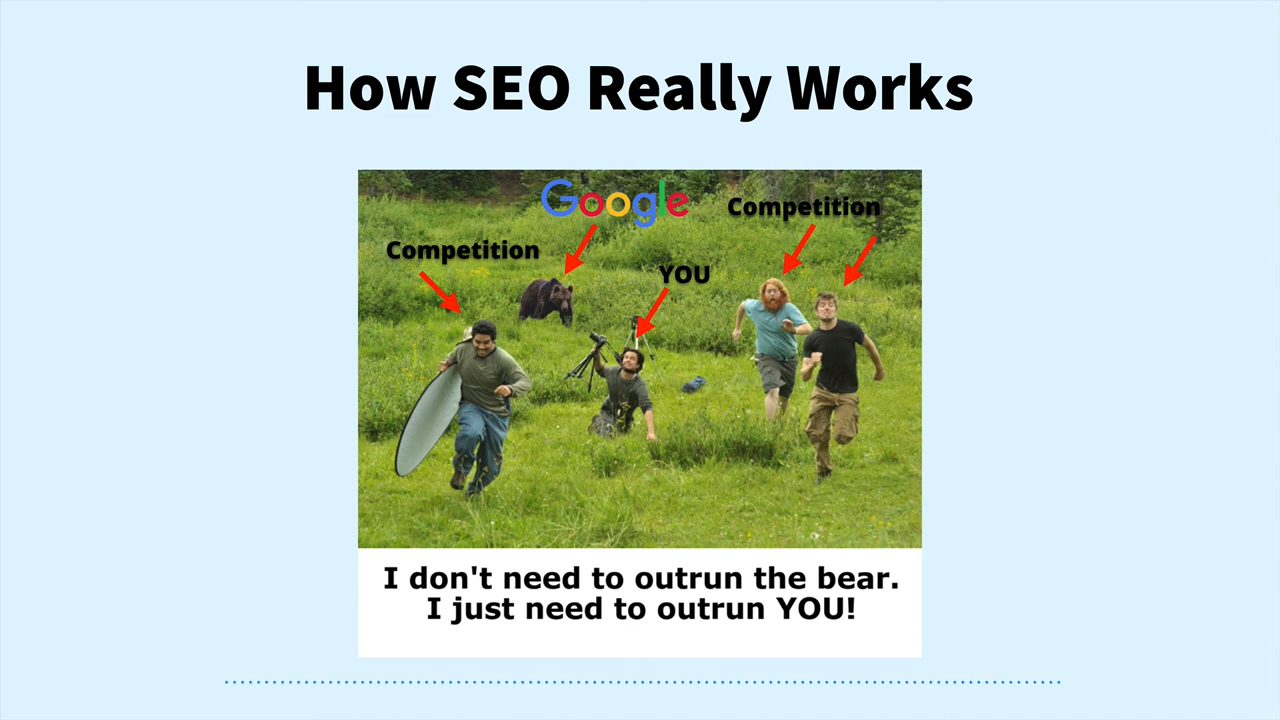 How SEO Really Works
Google
Competition
Competition
YOU
I don't need to outrun the bear.
I just need to outrun YOU!